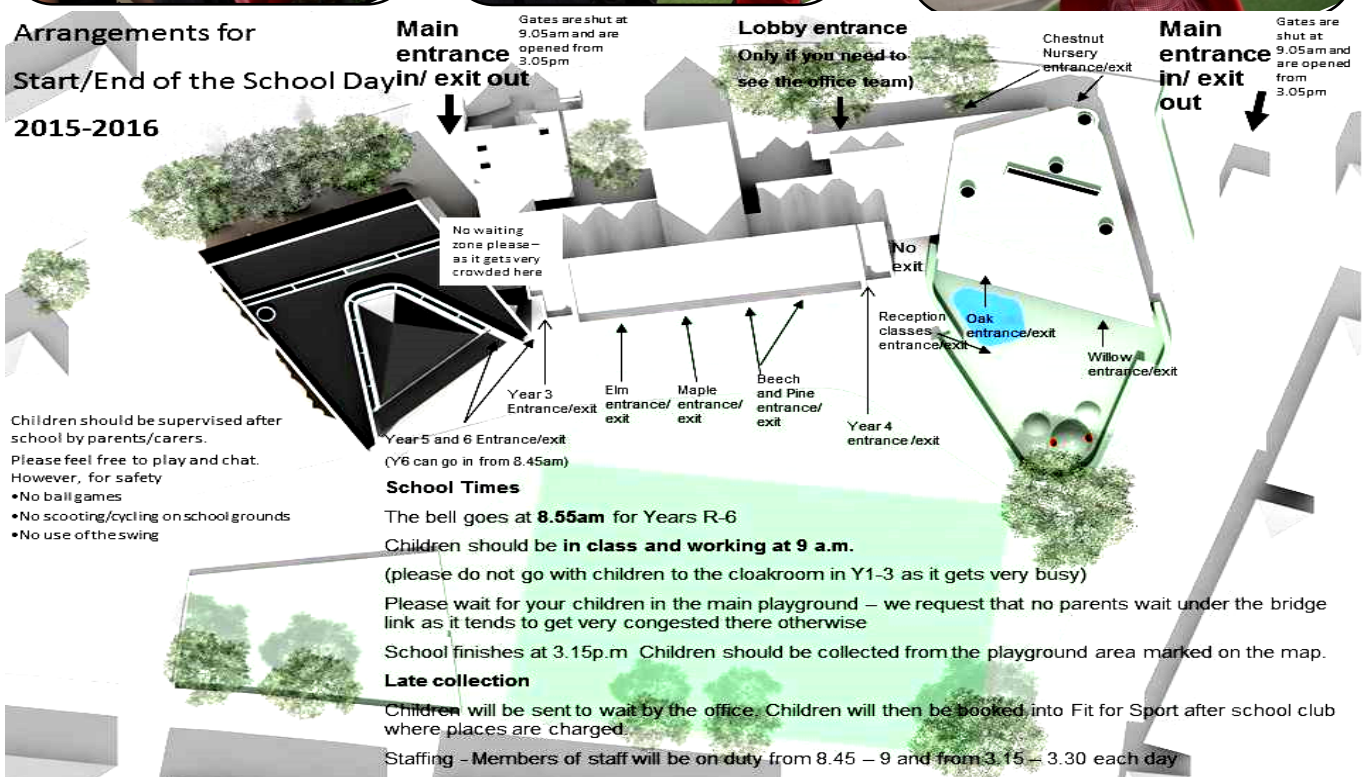 Arrangements for
Start/End of the School Day
2015-2016
Main
entrance
in/ exit out
Gates are shut at
9.05am and are
opened from
3.05pm
Lobby entrance
Only if you need to
see the office team)
Chestnut
Nursery
entrance/exit
Main
entrance
in/ exit
out
Gates are
shut at
9.05am and
are opened
from
3.05pm
No waiting
zone please –
as it gets very
crowded here
No
exit
Reception
classes
entrance/exit
Oak
entrance/exit
Willow
entrance/exit
Year 3
Entrance/exit
Elm
entrance/
exit
Maple
entrance/
exit
Beech
and Pine
entrance/
exit
Year 4
entrance /exit
Year 5 and 6 Entrance/exit
(Y6 can go in from 8.45am)
Children should be supervised after
school by parents/carers.
Please feel free to play and chat.
However, for safety
•No ball games
•No scooting/cycling on school grounds
•No use of the swing
School Times
The bell goes at 8.55am for Years R-6
Children should be in class and working at 9 a.m.
(please do not go with children to the cloakroom in Y1-3 as it gets very busy)
Please wait for your children in the main playground – we request that no parents wait under the bridge
link as it tends to get very congested there otherwise
School finishes at 3.15p.m Children should be collected from the playground area marked on the map.
Late collection
Children will be sent to wait by the office. Children will then be booked into Fit for Sport after school club
where places are charged.
Staffing - Members of staff will be on duty from 8.45 – 9 and from 3.15 – 3.30 each day